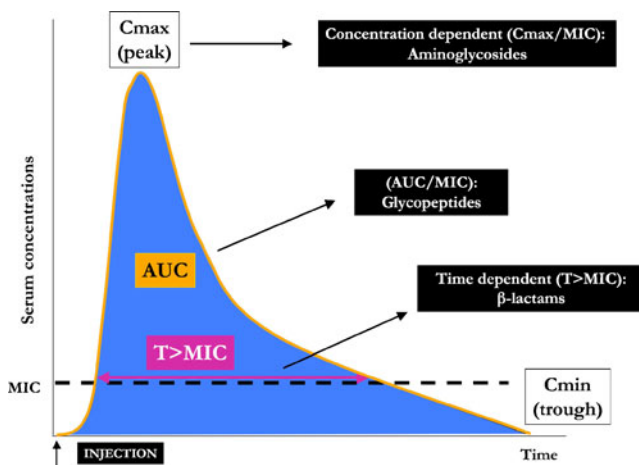 Cmax
(peak)
Concentration dependent (Cmax/MIC):
Aminoglycosides
(AUC/MIC):
Glycopeptides
Serum concentrations
AUC
Time dependent (T>MIC):
β-lactams
T>MIC
MIC
Cmin
(trough)
INJECTION
Time